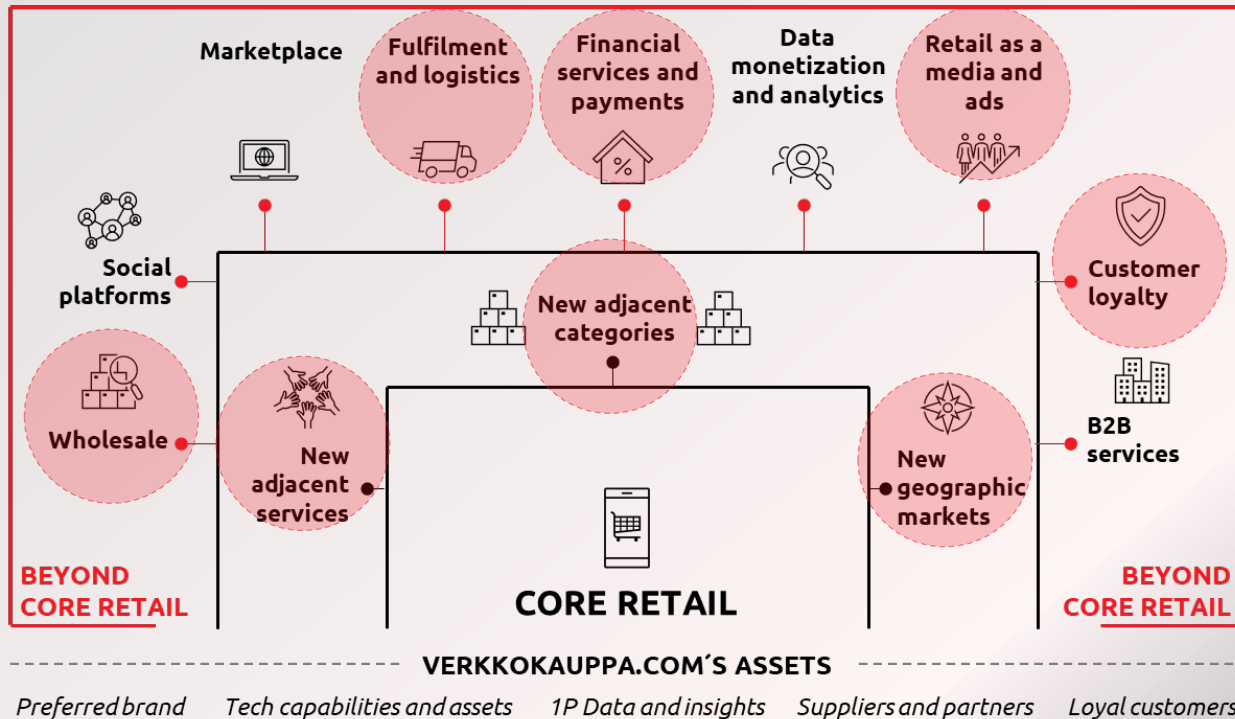 Marketplace
Fulfilment
and logistics
Financial
services and
payments
Data
monetization
and analytics
Retail as a
media and
ads
%
Social
platforms
New adjacent
categories
Customer
loyalty
Wholesale
New
adjacent
services
New
geographic
markets
B2B
services
BEYOND
CORE RETAIL
CORE RETAIL
BEYOND
CORE RETAIL
VERKKOKAUPPA.COM´S ASSETS
Preferred brand
Tech capabilities and assets
1P Data and insights
Suppliers and partners
Loyal customers